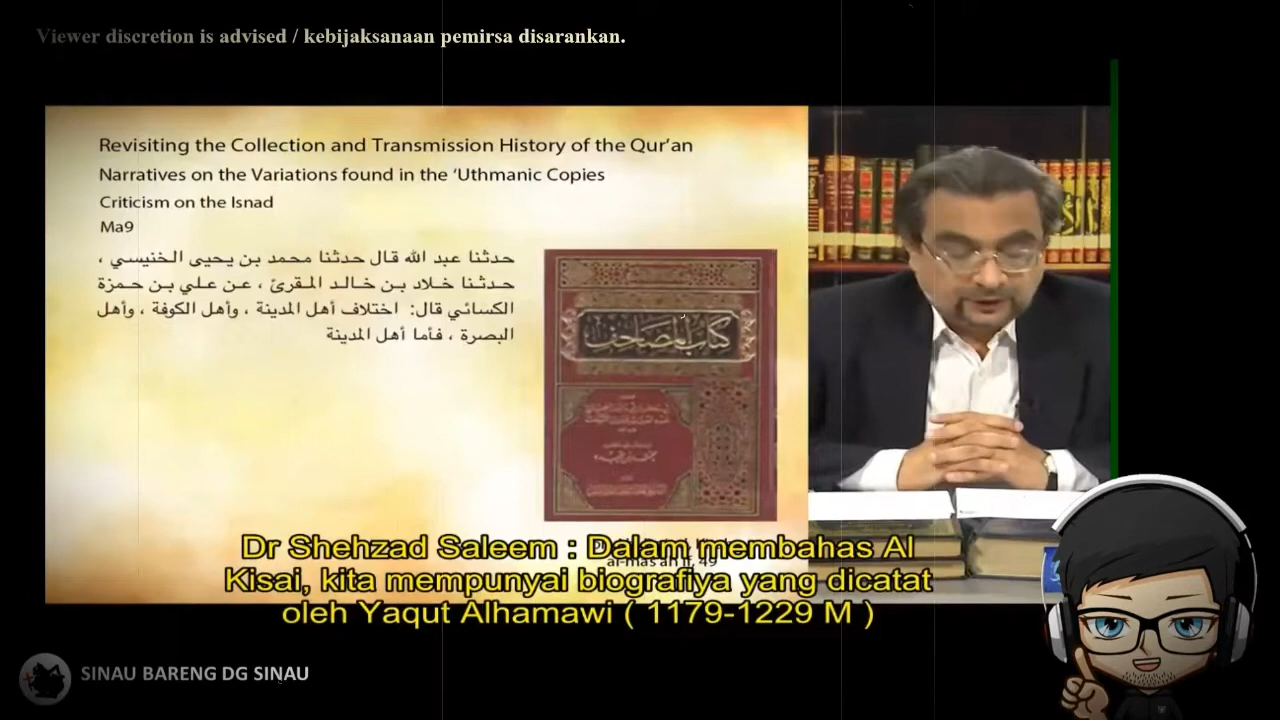 Viewer discretion is advised / kebijaksanaan pemirsa disarankan.
Revisiting the Collection and Transmission History of the Qur'an
Narratives on the Variations found in the 'Uthmanic Copies
Criticism on the Isnad
Ma9
حدثنا عبد الله قال حدثنا محمد بن يحيى الخنيسي ،
حدثنا خلاد بن خالد المقرئ ، عن علي بن حمزة
الكسائي قال: اختلاف أهل المدينة ، وأهل الكوفة ، وأهل
البصرة ، فأما أهل المدينة
كتاب المصاحف
Dr Shehzad Saleem : Dalam membahas Al
Kisai, kita mempunyai biografiya yang dicatat
oleh Yaqut Alhamawi ( 1179-1229 M )
SINAU BARENG DG SINAU